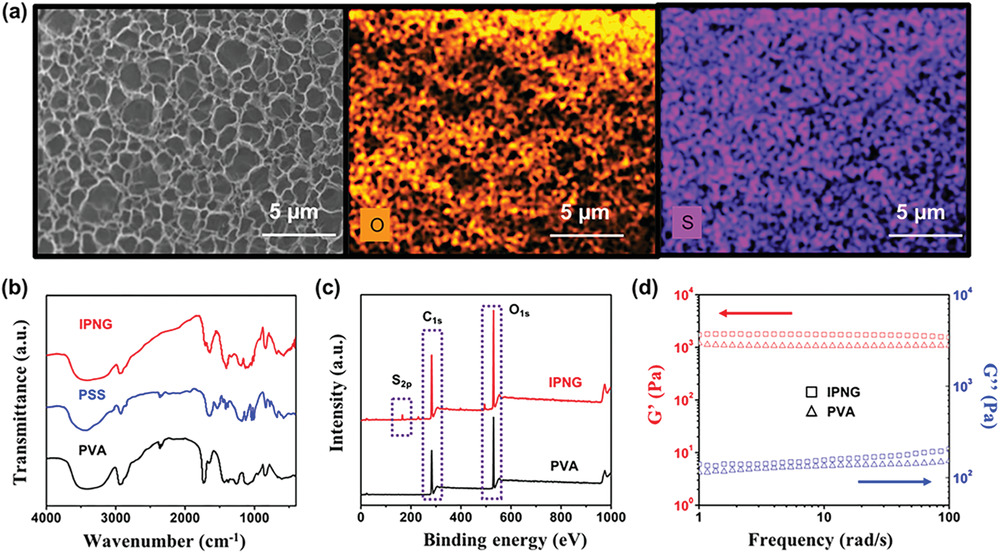 (a)
5 µm
O
5 µm
S
5 µm
(b)
IPNG
PSS
PVA
Transmittance (a.u.)
4000 3000 2000 1000
Wavenumber (cm⁻¹)
(c)
C₁ₛ
O₁ₛ
S₂ₚ
IPNG
PVA
Intensity (a.u.)
0 200 400 600 800 1000
Binding energy (eV)
(d)
10⁴
10³
10²
10¹
10⁰
G' (Pa)
IPNG
PVA
10⁴
10³
10²
G'' (Pa)
1 10 100
Frequency (rad/s)